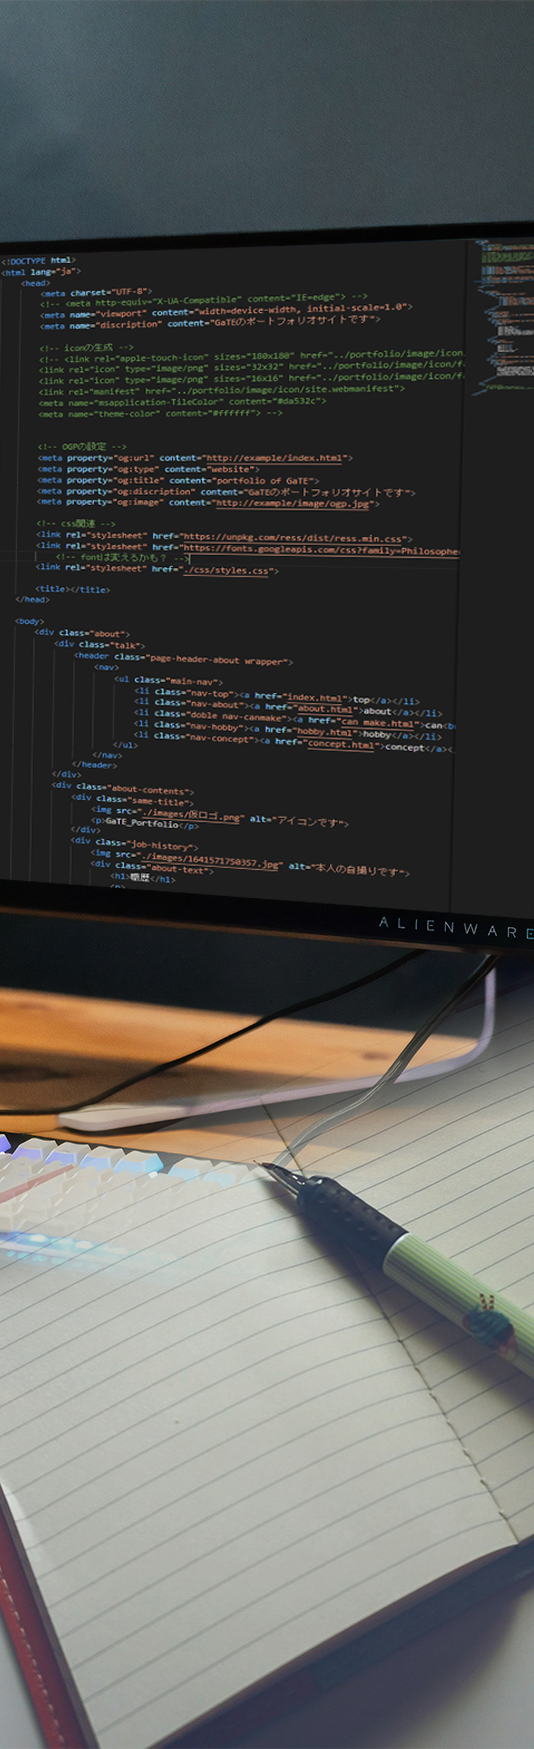 <!DOCTYPE html>
<html lang="ja">
<head>
<meta charset="UTF-8">
<!-- <meta http-equiv="X-UA-Compatible" content="IE=edge"> -->
<meta name="viewport" content="width=device-width, initial-scale=1.0">
<meta name="discription" content="GaTEのポートフォリオサイトです">
<!-- iconの生成 -->
<!-- <link rel="apple-touch-icon" sizes="180x180" href="../portfolio/image/icon
<link rel="icon" type="image/png" sizes="32x32" href="../portfolio/image/icon/f
<link rel="icon" type="image/png" sizes="16x16" href="../portfolio/image/icon/f
<link rel="manifest" href="../portfolio/image/icon/site.webmanifest">
<meta name="msapplication-TileColor" content="#da532c">
<meta name="theme-color" content="#ffffff"> -->
<!-- OGPの設定 -->
<meta property="og:url" content="http://example/index.html">
<meta property="og:type" content="website">
<meta property="og:title" content="portfolio of GaTE">
<meta property="og:discription" content="GaTEのポートフォリオサイトです">
<meta property="og:image" content="http://example/image/ogp.jpg">
<!-- css関連 -->
<link rel="stylesheet" href="https://unpkg.com/ress/dist/ress.min.css">
<link rel="stylesheet" href="https://fonts.googleapis.com/css?family=Philosopher
<!-- fontは変えるかも？ -->
<link rel="stylesheet" href="./css/styles.css">
<title></title>
</head>
<body>
<div class="about">
<div class="talk">
<header class="page-header-about wrapper">
<nav>
<ul class="main-nav">
<li class="nav-top"><a href="index.html">top</a></li>
<li class="nav-about"><a href="about.html">about</a></li>
<li class="doble nav-canmake"><a href="can make.html">can<b
<li class="nav-hobby"><a href="hobby.html">hobby</a></li>
<li class="nav-concept"><a href="concept.html">concept</a><
</ul>
</nav>
</header>
</div>
<div class="about-contents">
<div class="same-title">
<img src="./images/仮ロゴ.png" alt="アイコンです">
<p>GaTE_Portfolio</p>
</div>
<div class="job-history">
<img src="./images/1641571750357.jpg" alt="本人の自撮りです">
<div class="about-text">
<h1>職歴</h1>
<p>
ALIENWARE